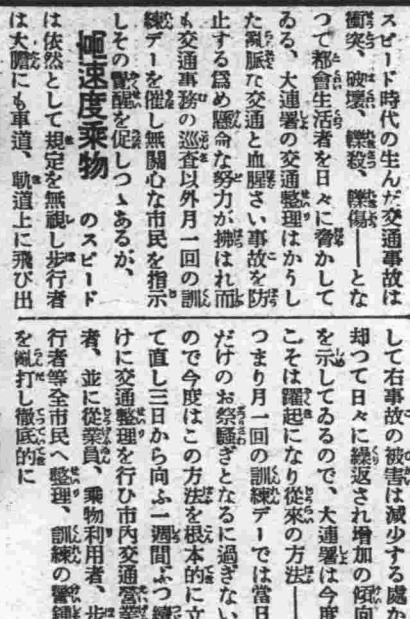 スピード時代の生んだ交通事故は
衝突、破壞、轢殺、轢傷――とな
つて都會生活者を日々に脅かして
ゐる、大連署の交通整理はかうし
た亂脈な交通と血腥さい事故を防
止する爲め懸命な努力が拂はれ而
も交通事務の巡査以外月一回の訓
練デーを催し無關心な市民を指示
しその警醒を促しつゝあるが、
『極速度乘物のスピード
は依然として規定を無視し步行者
は大膽にも車道、軌道上に飛び出
して右事故の被害は減少する處か
却つて日々に繰返され增加の傾向
を示してゐるので、大連署は今度
こそは躍起になり從來の方法――
つまり月一回の訓練デーでは當日
だけのお祭騷ぎとなるに過ぎない
ので今度はこの方法を根本的に立
て直し三日から向ふ一週間ぶつ續
けに交通整理を行ひ市内交通營業
者、並に從業員、乘物利用者、步
行者等全市民へ整理、訓練の警鍾
を亂打し徹底的に